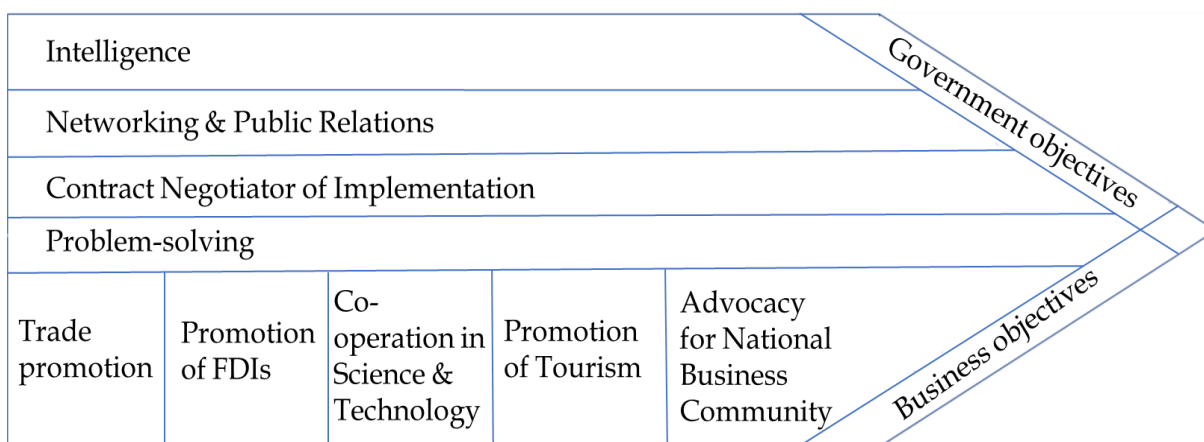 Intelligence
Networking & Public Relations
Contract Negotiator of Implementation
Problem-solving
Trade
promotion
Promotion
of FDIs
Co-
operation in
Science &
Technology
Promotion
of Tourism
Advocacy
for National
Business
Community
Government objectives
Business objectives